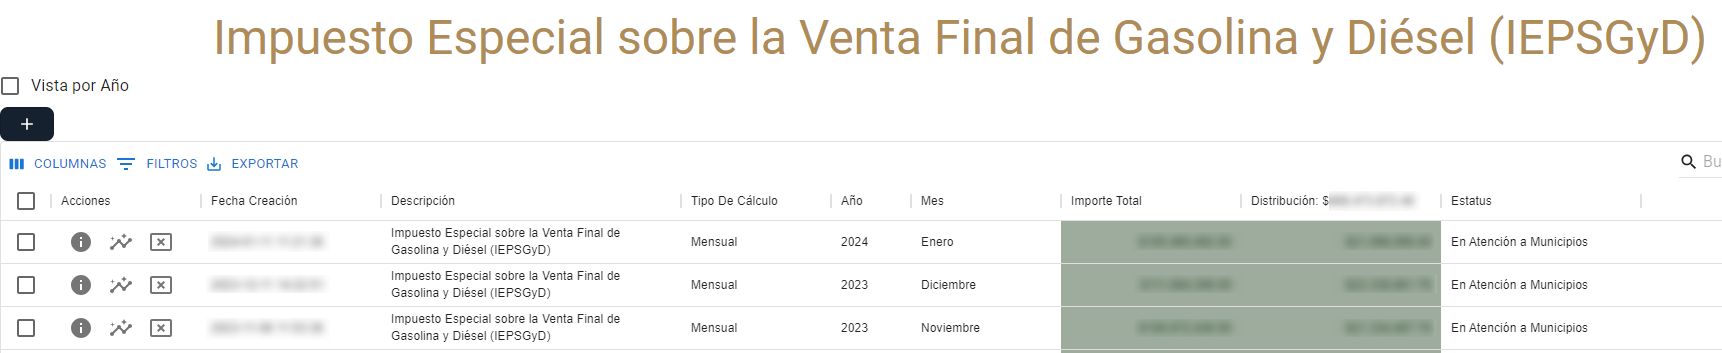 Impuesto Especial sobre la Venta Final de Gasolina y Diésel (IEPSGyD)
Vista por Año
+
COLUMNAS FILTROS EXPORTAR Bu
Acciones Fecha Creación Descripción Tipo De Cálculo Año Mes Importe Total Distribución: $ Estatus
Impuesto Especial sobre la Venta Final de
Gasolina y Diésel (IEPSGyD)
Mensual 2024 Enero En Atención a Municipios
Impuesto Especial sobre la Venta Final de
Gasolina y Diésel (IEPSGyD)
Mensual 2023 Diciembre En Atención a Municipios
Impuesto Especial sobre la Venta Final de
Gasolina y Diésel (IEPSGyD)
Mensual 2023 Noviembre En Atención a Municipios